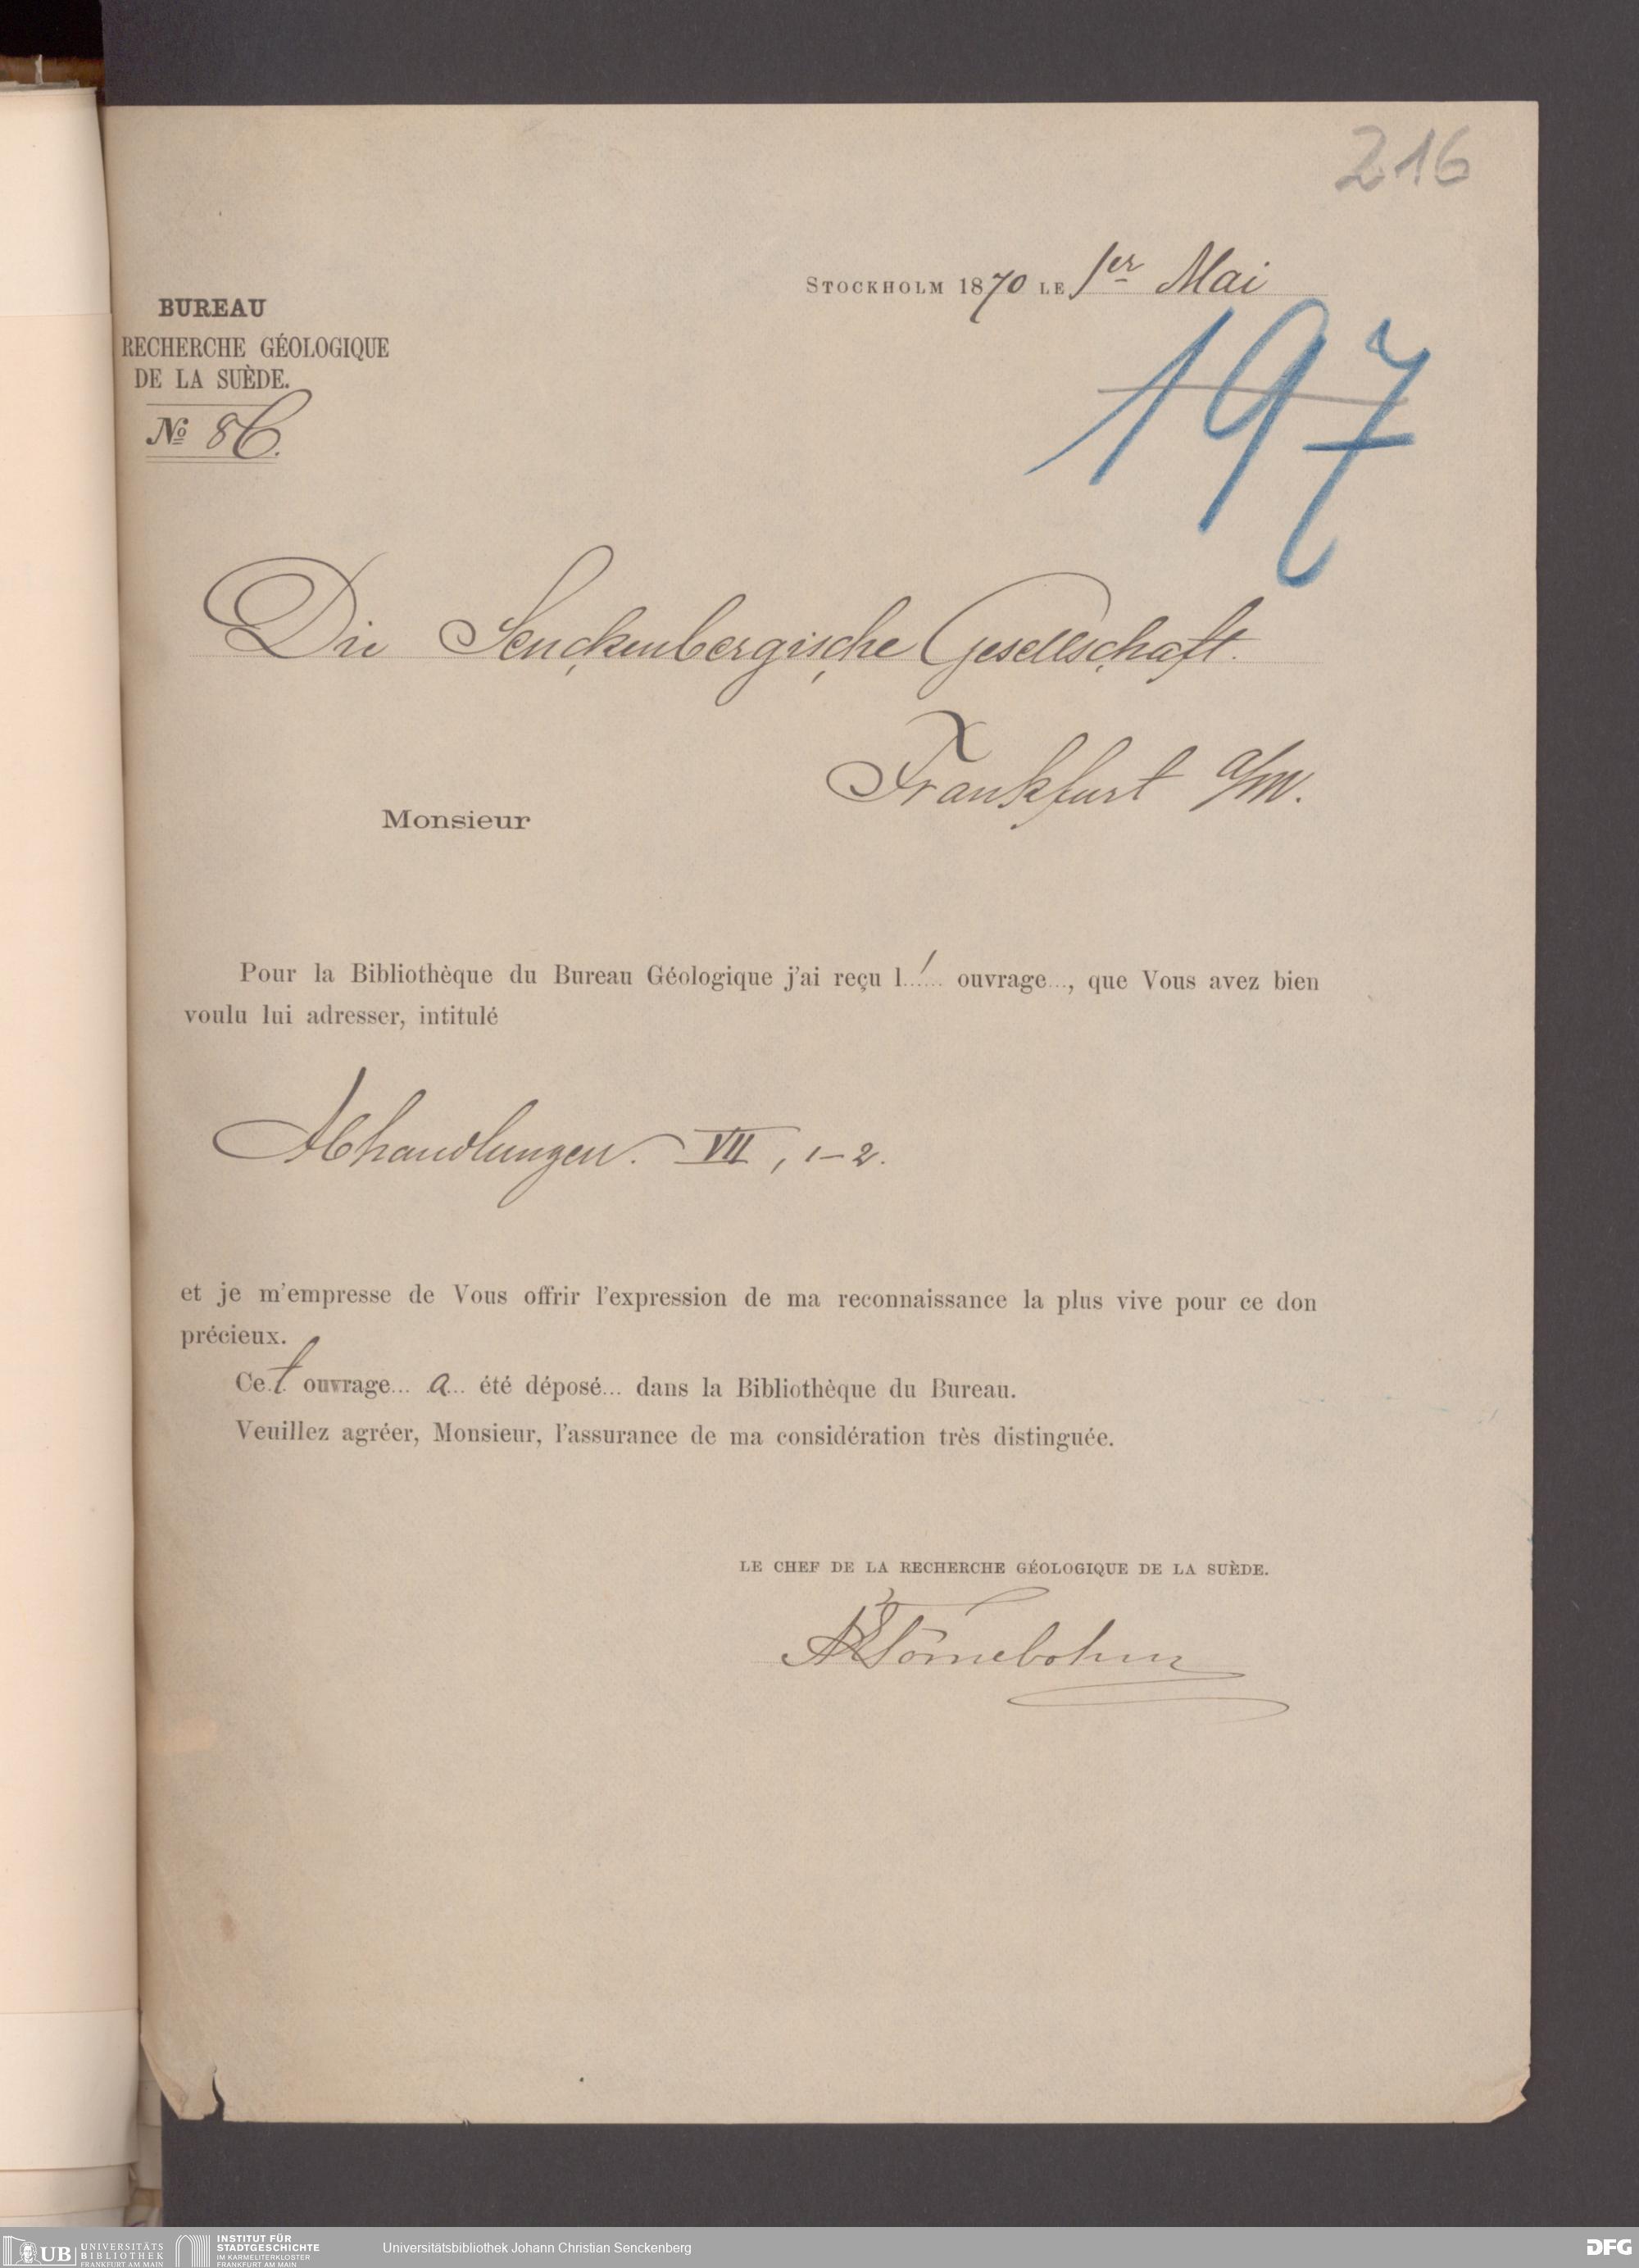 216
STOCKHOLM 1870 LE 1er Mai
BUREAU
RECHERCHE GÉOLOGIQUE
DE LA SUÈDE.
No 86.
197
Die Senckenbergische Gesellschaft.
Frankfurt a/M.
Monsieur
Pour la Bibliothèque du Bureau Géologique j'ai reçu l...'... ouvrage..., que Vous avez bien
voulu lui adresser, intitulé
Abhandlungen. VII, 1–2.
et je m'empresse de Vous offrir l'expression de ma reconnaissance la plus vive pour ce don
précieux.
Cet ouvrage... a... été déposé... dans la Bibliothèque du Bureau.
Veuillez agréer, Monsieur, l'assurance de ma considération très distinguée.
LE CHEF DE LA RECHERCHE GÉOLOGIQUE DE LA SUÈDE.
AE Törnebohm
UB UNIVERSITÄTS
BIBLIOTHEK
FRANKFURT AM MAIN
INSTITUT FÜR
STADTGESCHICHTE
IM KARMELITERKLOSTER
FRANKFURT AM MAIN
Universitätsbibliothek Johann Christian Senckenberg
DFG